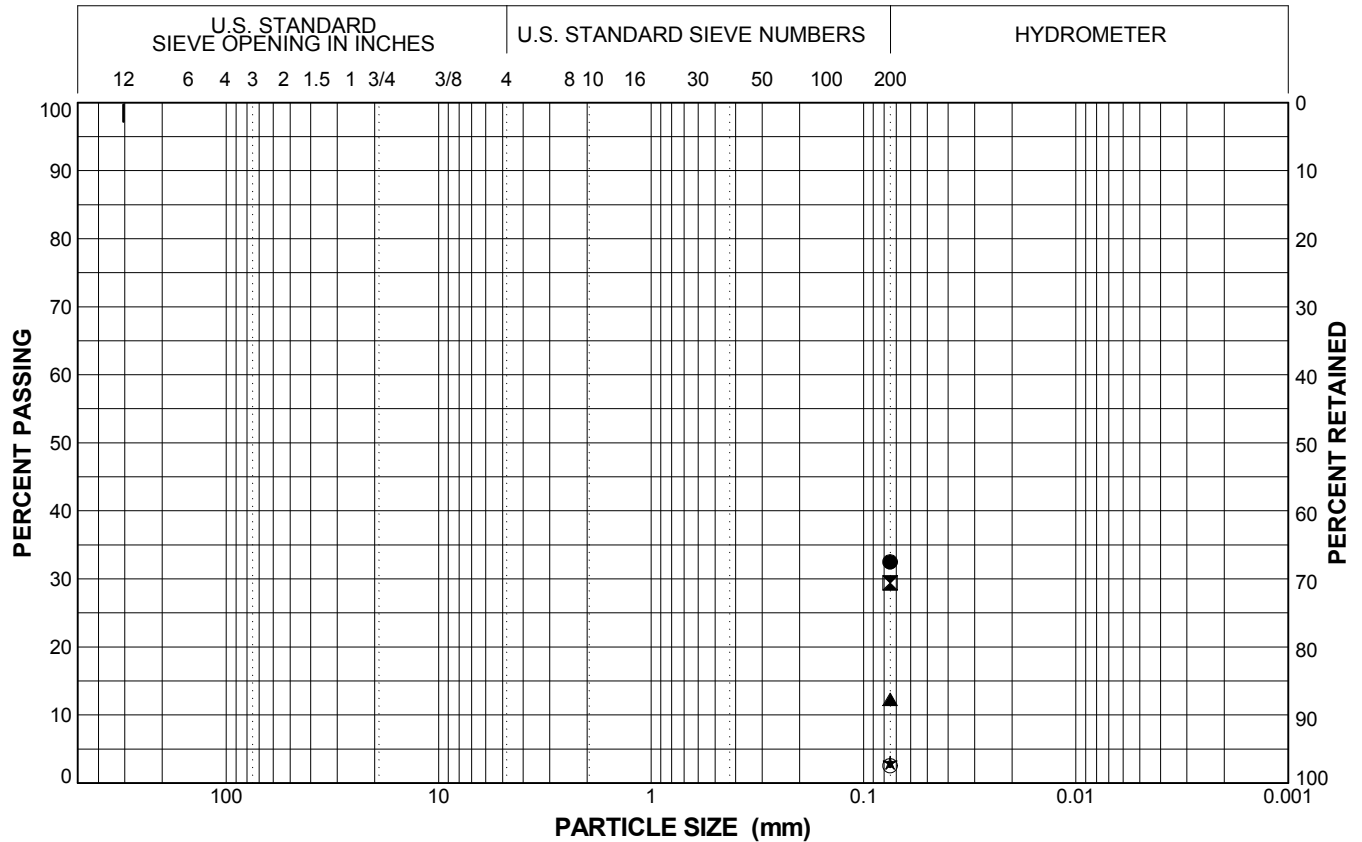 U.S. STANDARD
SIEVE OPENING IN INCHES
U.S. STANDARD SIEVE NUMBERS
HYDROMETER
12 6 4 3 2 1.5 1 3/4 3/8 4 8 10 16 30 50 100 200
100 0
90 10
80 20
70 30
60 40
50 50
40 60
30 70
20 80
10 90
0 100
PERCENT PASSING
PERCENT RETAINED
100 10 1 0.1 0.01 0.001
PARTICLE SIZE (mm)